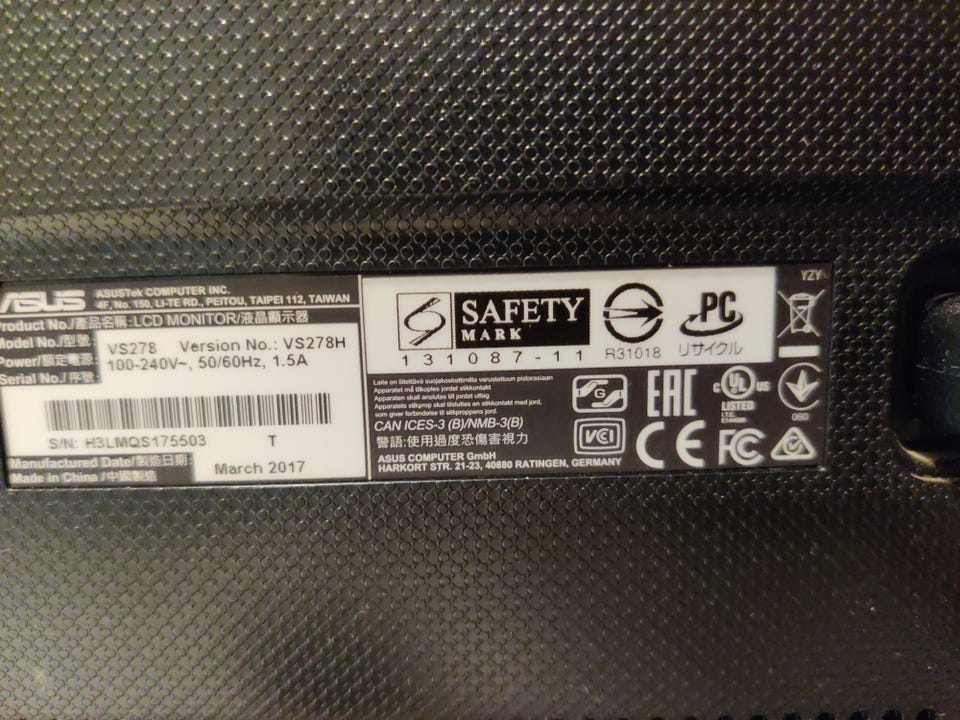 ASUS
ASUSTek COMPUTER INC.
4F, No. 150, LI-TE RD., PEITOU, TAIPEI 112, TAIWAN
Product No./產品名稱: LCD MONITOR/液晶顯示器
Model No./型號:
VS278 Version No.: VS278H
Power/額定電源:
100-240V~, 50/60Hz, 1.5A
Serial No./序號:
S/N: H3LMQS175503 T
Manufactured Date/製造日期:
March 2017
Made in China/中國製造
YZY
SAFETY
MARK
131087-11
R31018
PC
リサイクル
Laite on liitettävä suojakoskettimilla varustettuun pistorasiaan
Apparatet må tilkoples jordet stikkontakt
Apparaten skall anslutas till jordat uttag
Apparatets stikprop skal tilsluttes en stikkontakt med jord,
som giver forbindelse til stikproppens jord.
CAN ICES-3 (B)/NMB-3(B)
警語:使用過度恐傷害視力
ASUS COMPUTER GmbH
HARKORT STR. 21-23, 40880 RATINGEN, GERMANY
G
VCI
EAC
C UL US
LISTED
I.T.E.
060
CE
FC